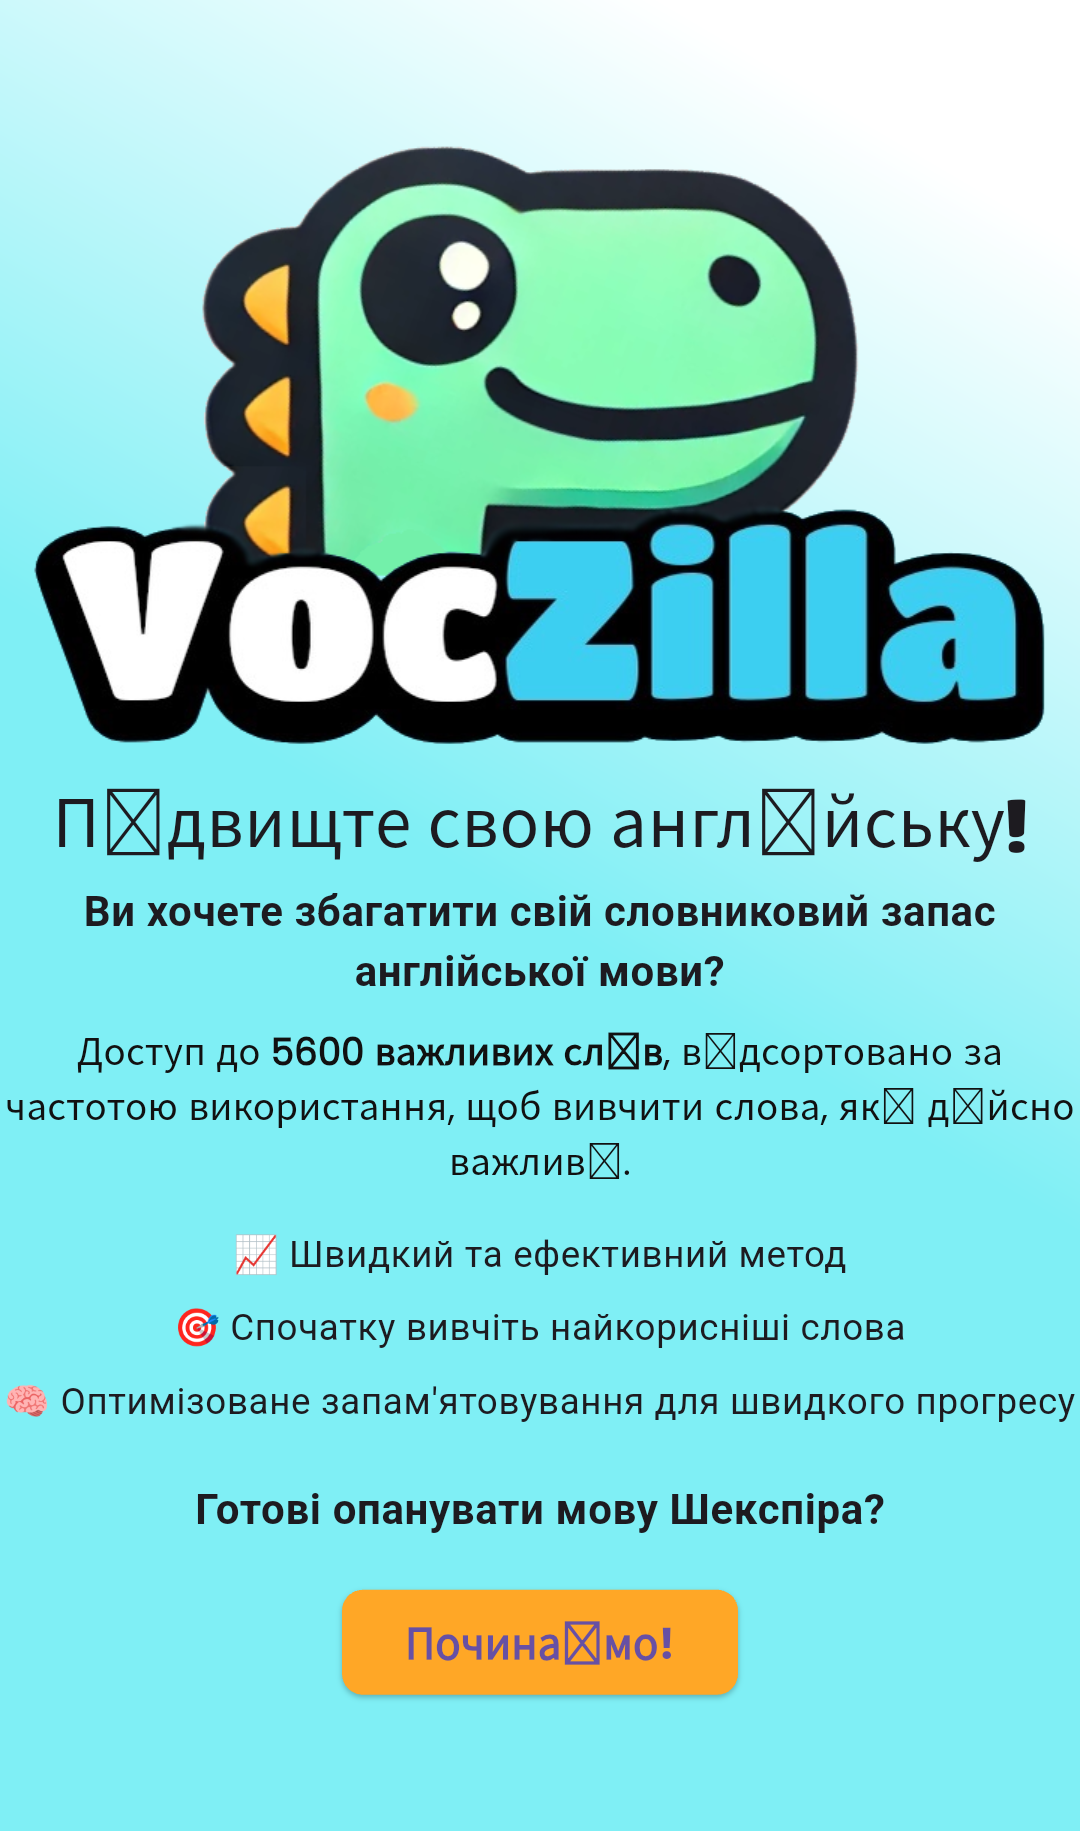 VocZilla
П☒двищте свою англ☒йську!
Ви хочете збагатити свій словниковий запас
англійської мови?
Доступ до 5600 важливих сл☒в, в☒дсортовано за
частотою використання, щоб вивчити слова, як☒ д☒йсно
важлив☒.
📈 Швидкий та ефективний метод
🎯 Спочатку вивчіть найкорисніші слова
🧠 Оптимізоване запам'ятовування для швидкого прогресу
Готові опанувати мову Шекспіра?
Почина☒мо!